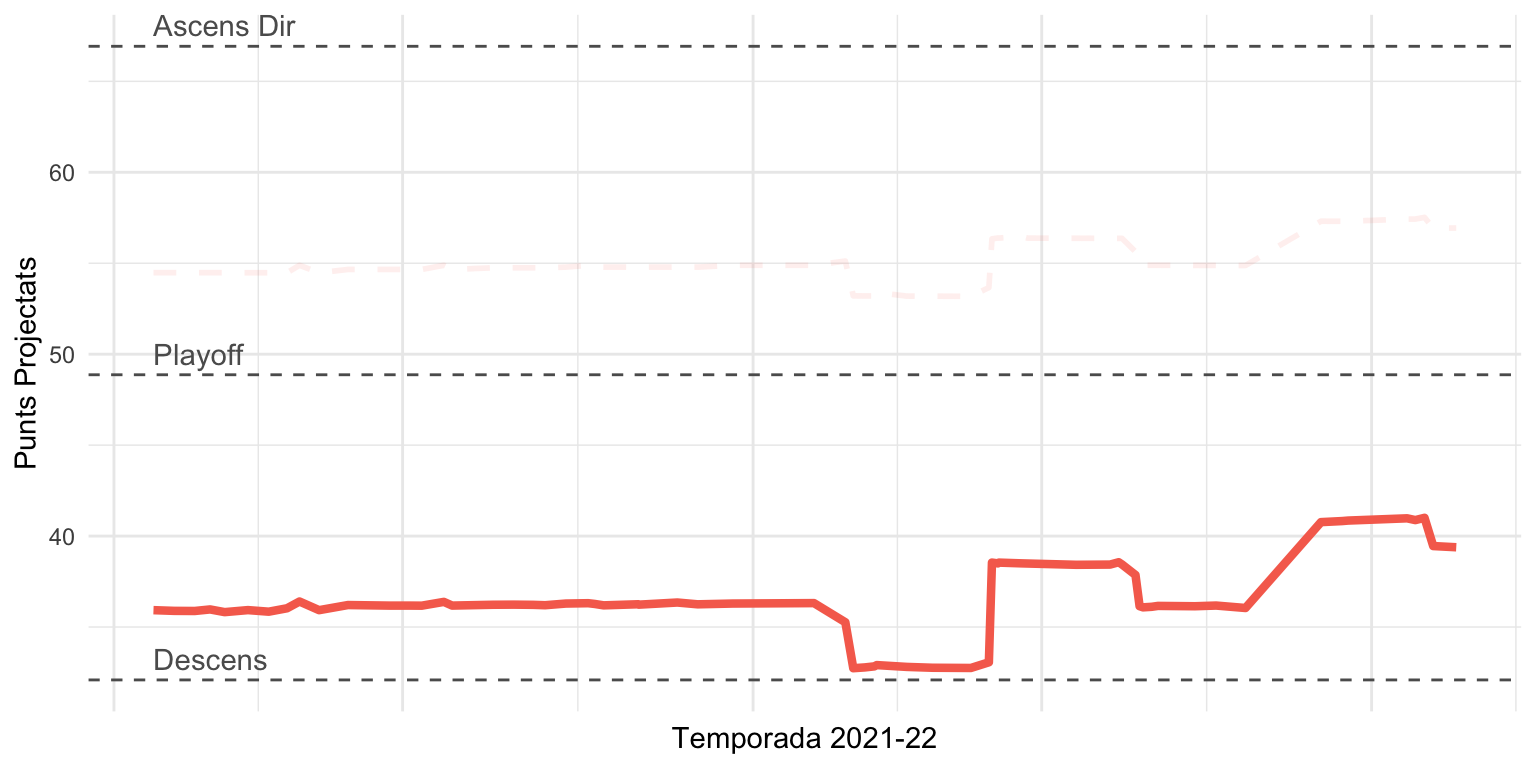 Ascens Dir
60
Playoff
50
Punts Projectats
40
Descens
Temporada 2021-22